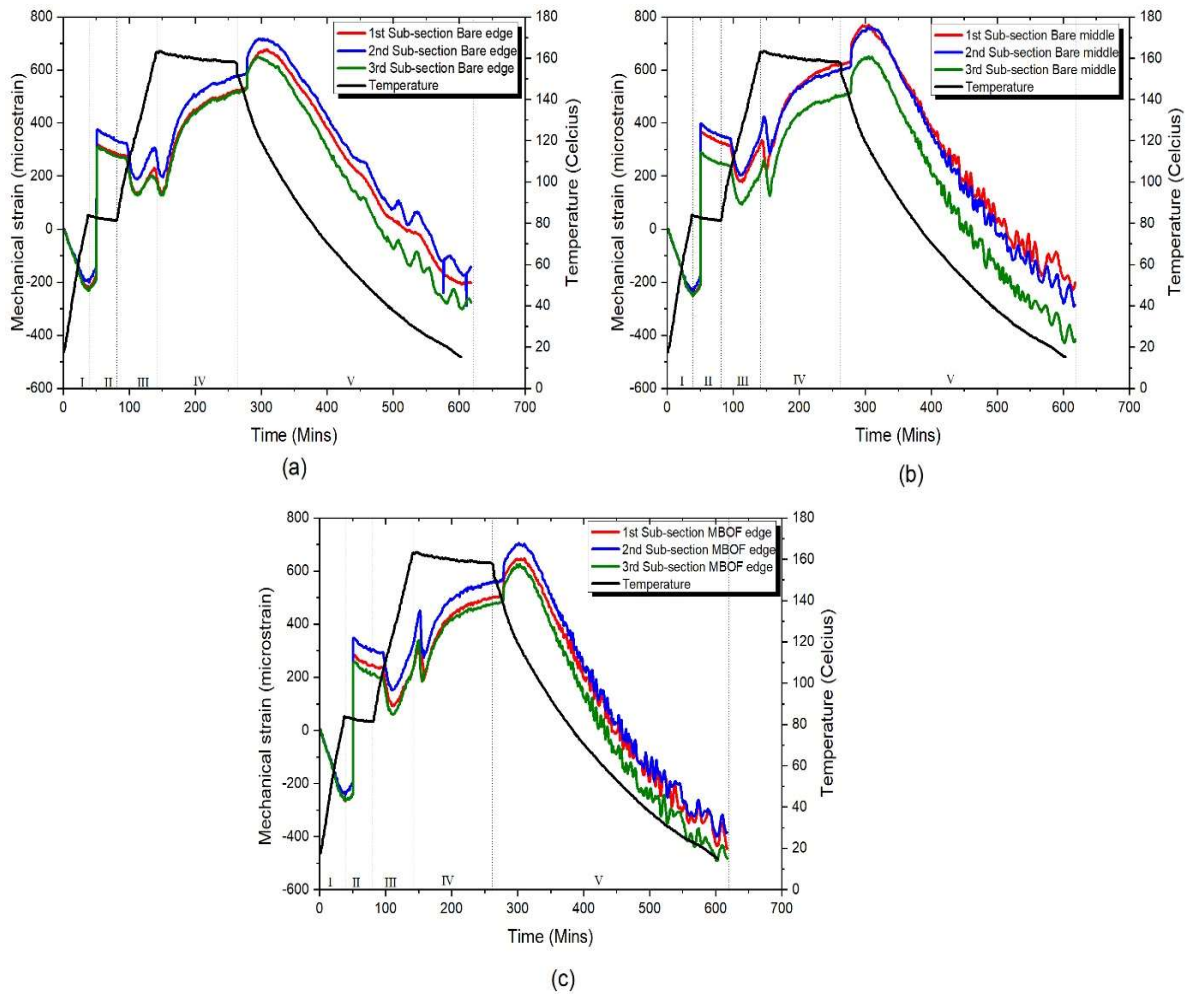 1st Sub-section Bare edge
2nd Sub-section Bare edge
3rd Sub-section Bare edge
Temperature
Mechanical strain (microstrain)
800
600
400
200
0
-200
-400
-600
180
160
140
120
100
80
60
40
20
0
Temperature (Celcius)
I II III IV V
0 100 200 300 400 500 600 700
Time (Mins)
(a)
1st Sub-section Bare middle
2nd Sub-section Bare middle
3rd Sub-section Bare middle
Temperature
Mechanical strain (microstrain)
800
600
400
200
0
-200
-400
-600
180
160
140
120
100
80
60
40
20
0
Temperature (Celcius)
I II III IV V
0 100 200 300 400 500 600 700
Time (Mins)
(b)
1st Sub-section MBOF edge
2nd Sub-section MBOF edge
3rd Sub-section MBOF edge
Temperature
Mechanical strain (microstrain)
800
600
400
200
0
-200
-400
-600
180
160
140
120
100
80
60
40
20
0
Temperature (Celcius)
I II III IV V
0 100 200 300 400 500 600 700
Time (Mins)
(c)